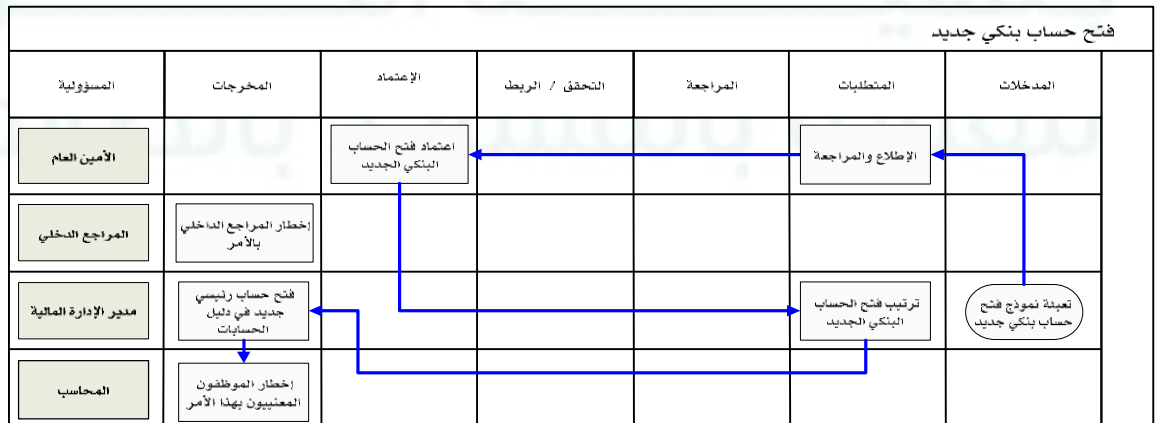 فتح حساب بنكي جديد
المدخلات
المتطلبات
المراجعة
التحقق / الربط
الإعتماد
المخرجات
المسؤولية
الإطلاع والمراجعة
اعتماد فتح الحساب
البنكي الجديد
الأمين العام
إخطار المراجع الداخلي
بالأمر
المراجع الدخلي
تعبئة نموذج فتح
حساب بنكي جديد
ترتيب فتح الحساب
البنكي الجديد
فتح حساب رئيسي
جديد في دليل
الحسابات
مدير الإدارة المالية
إخطار الموظفون
المعنييون بهذا الأمر
المحاسب